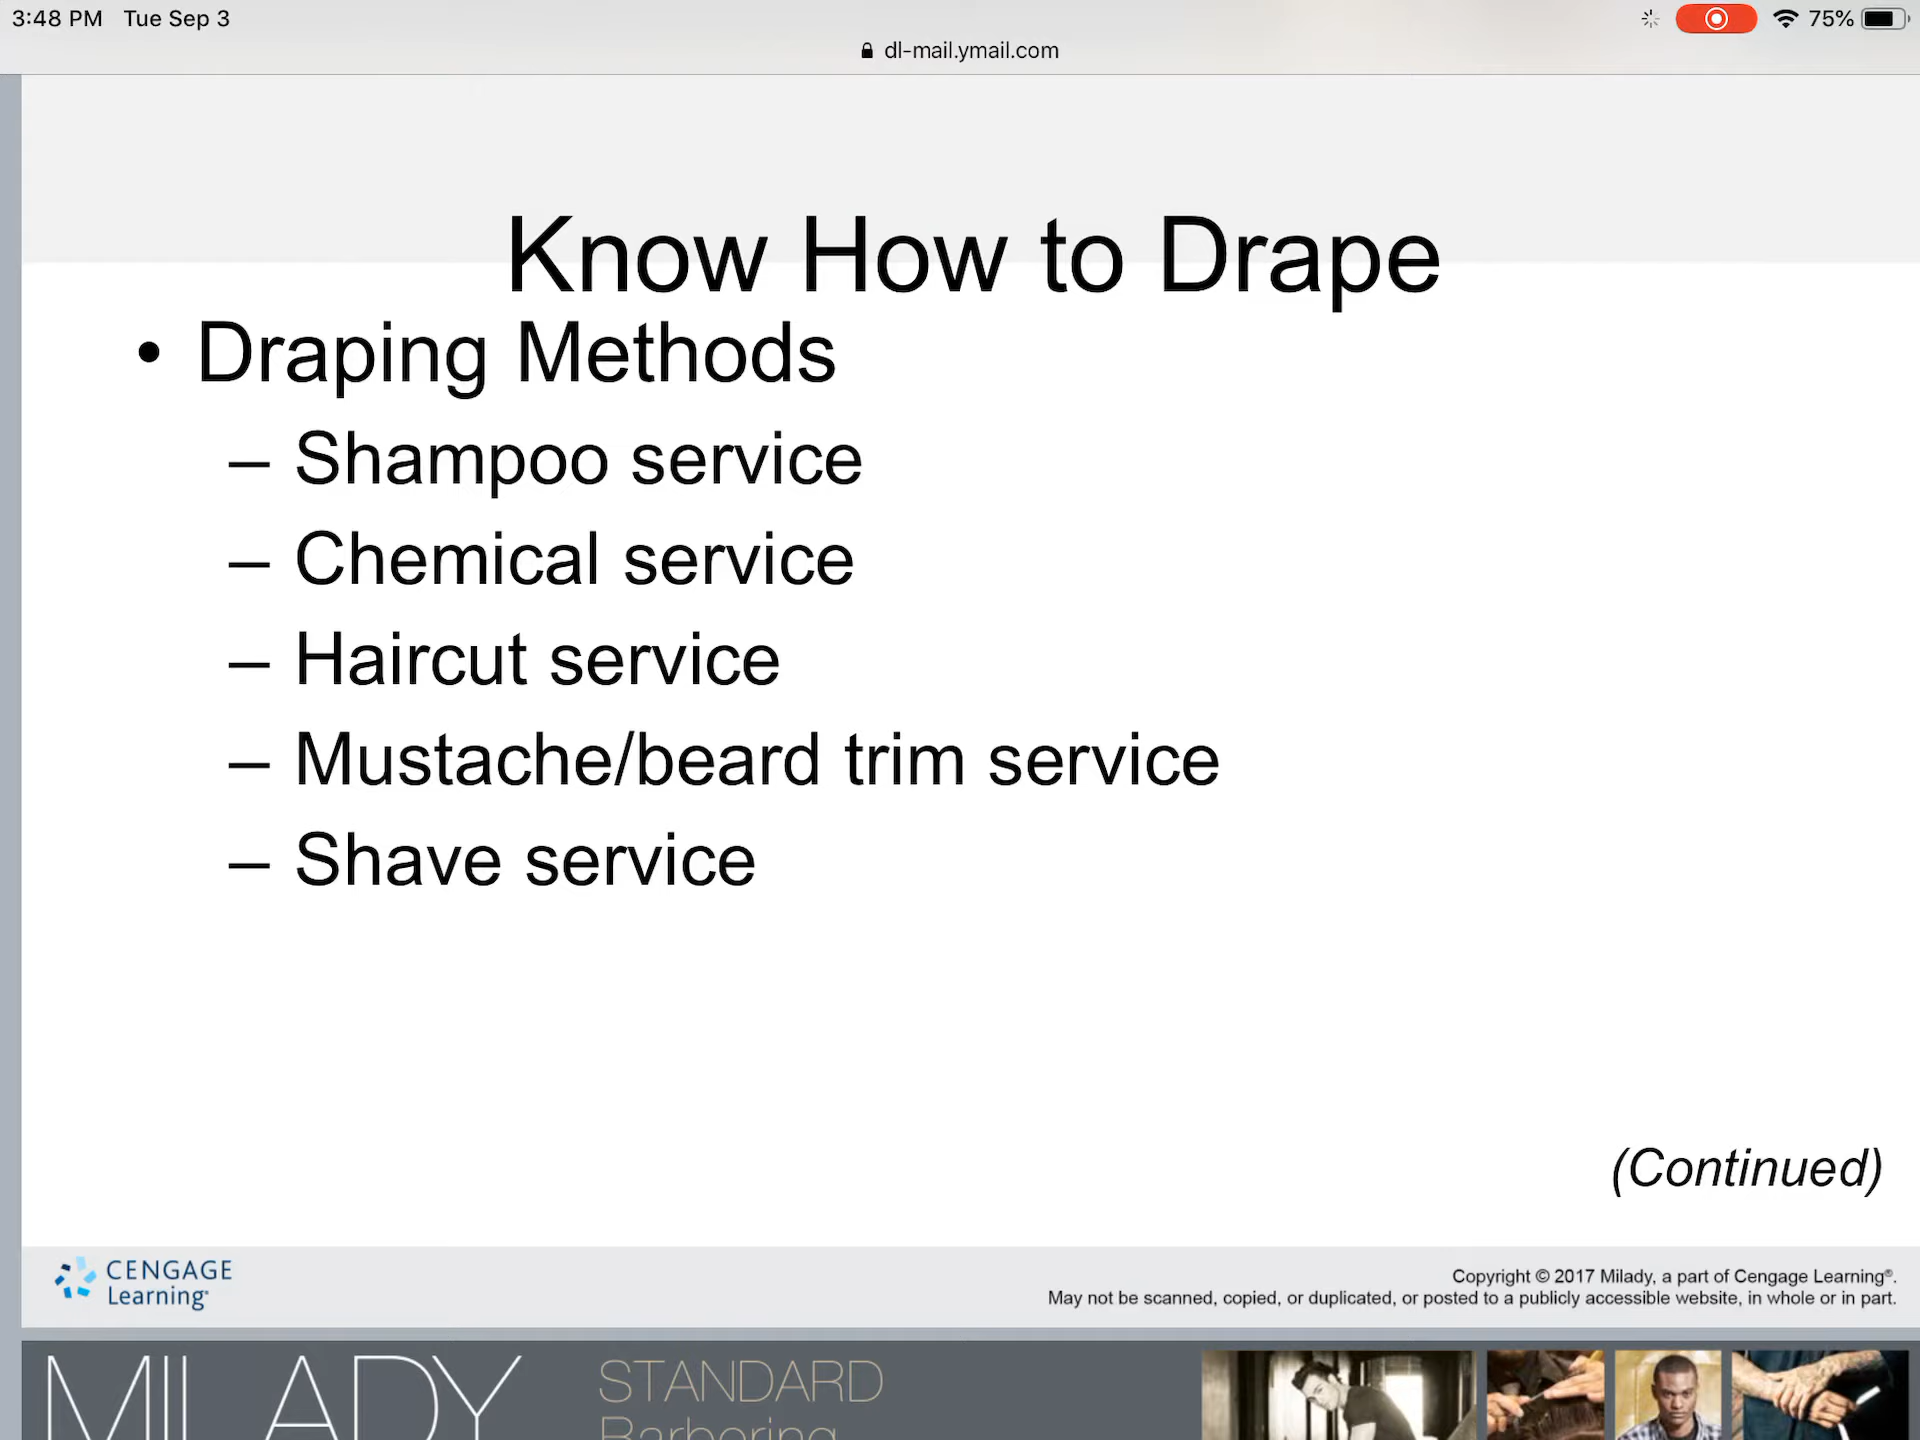 3:48 PM Tue Sep 3
75%
dl-mail.ymail.com
Know How to Drape
• Draping Methods
– Shampoo service
– Chemical service
– Haircut service
– Mustache/beard trim service
– Shave service
(Continued)
CENGAGE
Learning®
Copyright © 2017 Milady, a part of Cengage Learning®.
May not be scanned, copied, or duplicated, or posted to a publicly accessible website, in whole or in part.
MILADY STANDARD
Barbering